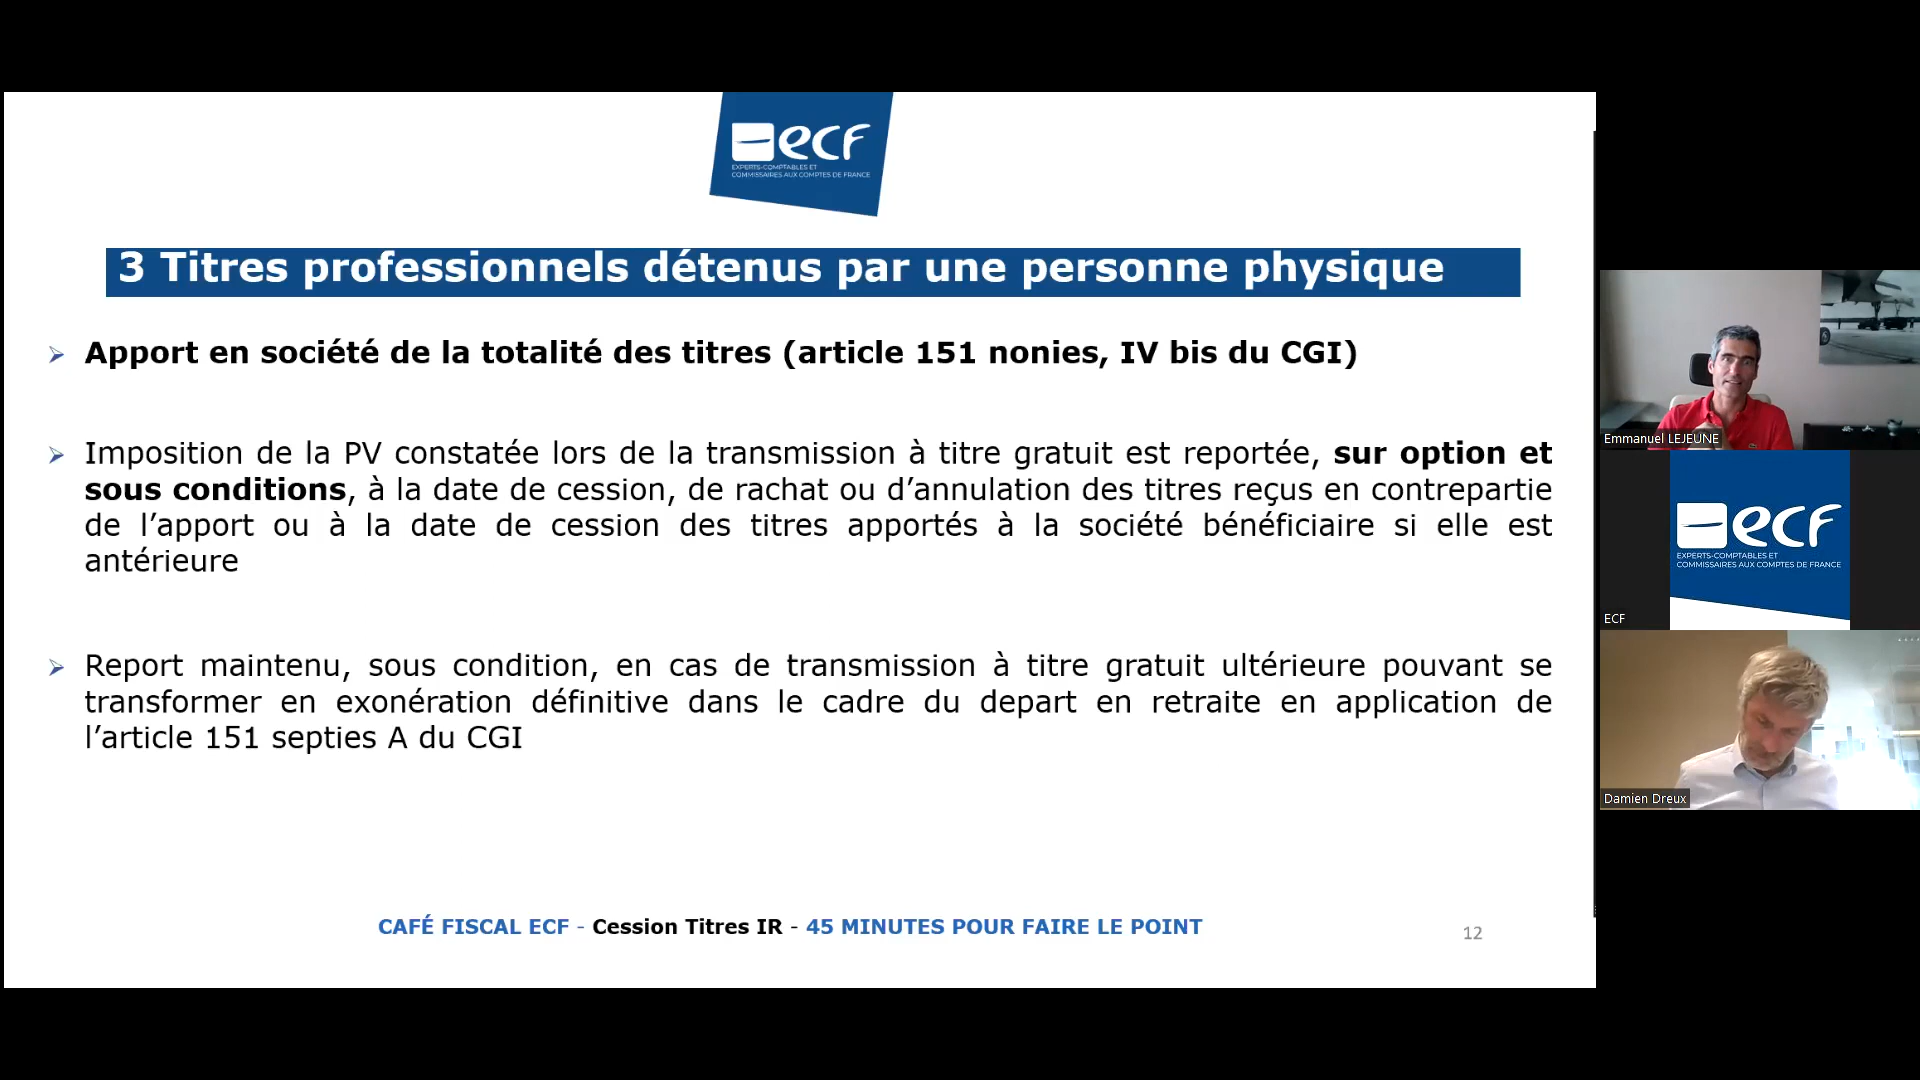 ecf
EXPERTS-COMPTABLES ET
COMMISSAIRES AUX COMPTES DE FRANCE
3 Titres professionnels détenus par une personne physique
Apport en société de la totalité des titres (article 151 nonies, IV bis du CGI)
Imposition de la PV constatée lors de la transmission à titre gratuit est reportée, sur option et
sous conditions, à la date de cession, de rachat ou d’annulation des titres reçus en contrepartie
de l’apport ou à la date de cession des titres apportés à la société bénéficiaire si elle est
antérieure
Report maintenu, sous condition, en cas de transmission à titre gratuit ultérieure pouvant se
transformer en exonération définitive dans le cadre du depart en retraite en application de
l’article 151 septies A du CGI
CAFÉ FISCAL ECF - Cession Titres IR - 45 MINUTES POUR FAIRE LE POINT
12
Emmanuel LEJEUNE
ecf
EXPERTS-COMPTABLES ET
COMMISSAIRES AUX COMPTES DE FRANCE
ECF
Damien Dreux